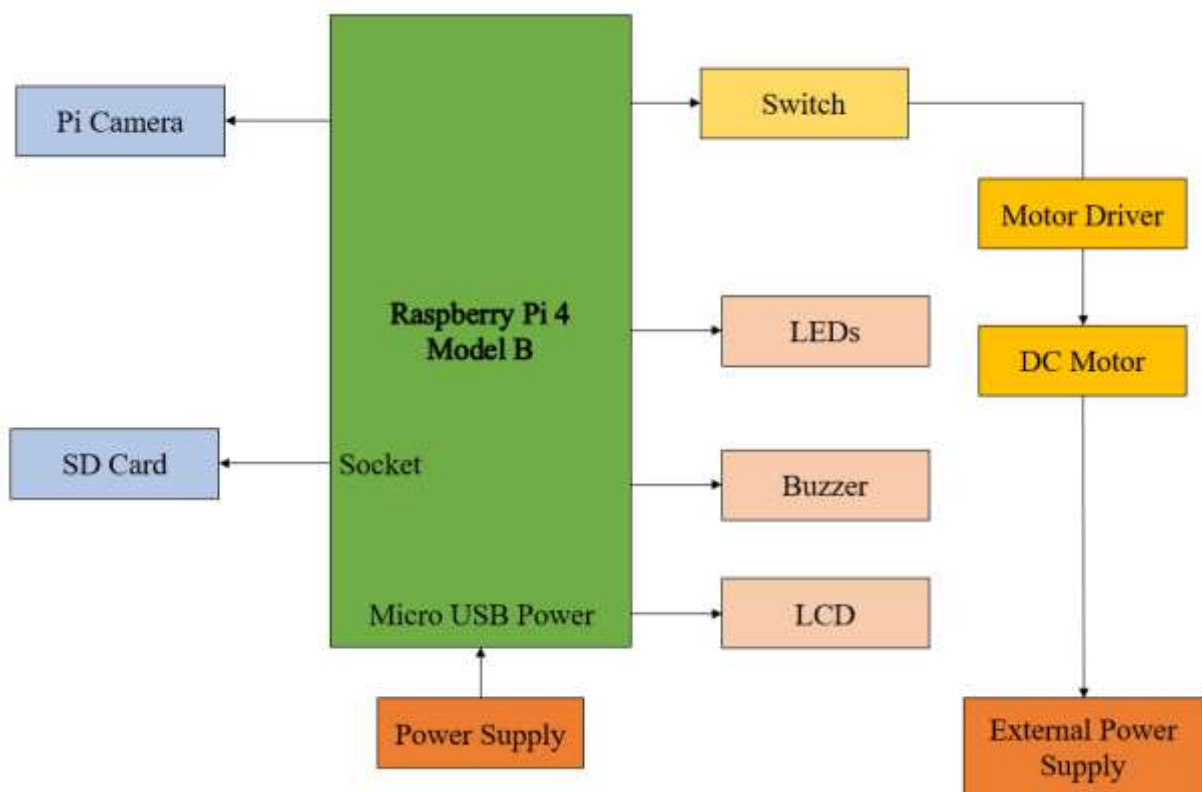 Pi Camera
Switch
Motor Driver
Raspberry Pi 4
Model B
LEDs
DC Motor
SD Card
Socket
Buzzer
Micro USB Power
LCD
Power Supply
External Power
Supply